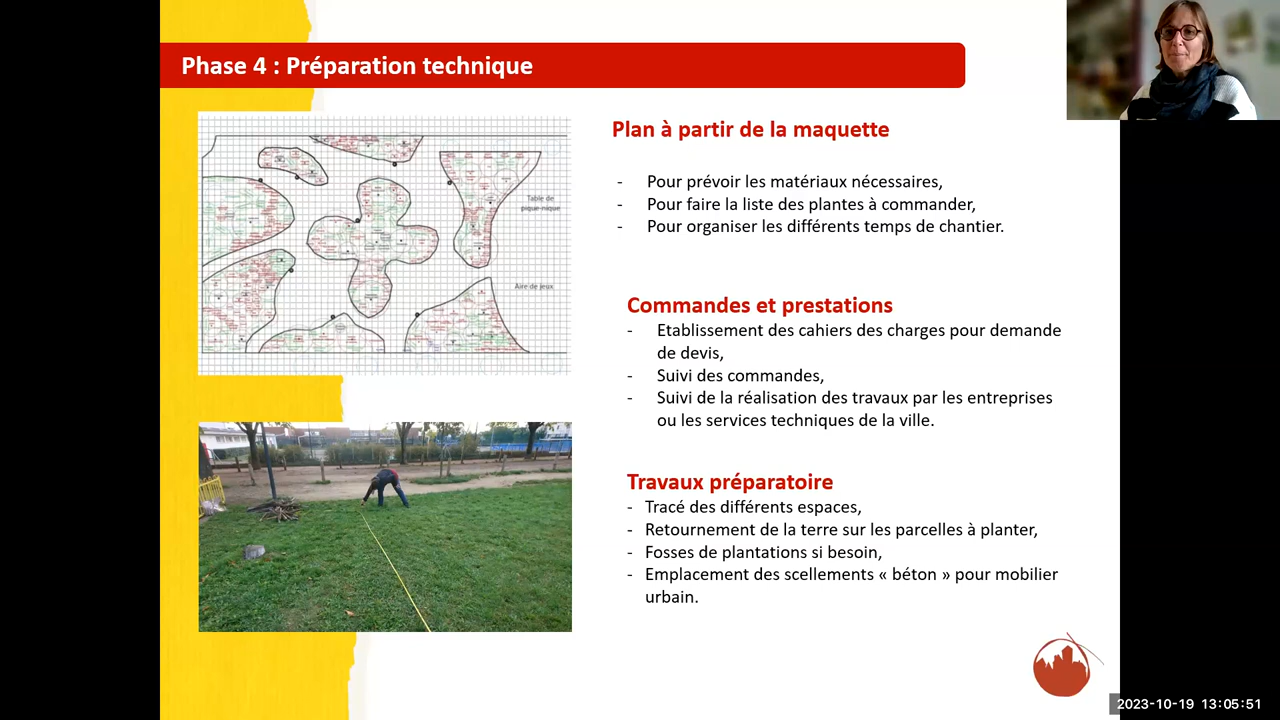 Phase 4 : Préparation technique
Plan à partir de la maquette
- Pour prévoir les matériaux nécessaires,
- Pour faire la liste des plantes à commander,
- Pour organiser les différents temps de chantier.
Table de
pique-nique
Aire de jeux
Commandes et prestations
- Etablissement des cahiers des charges pour demande
de devis,
- Suivi des commandes,
- Suivi de la réalisation des travaux par les entreprises
ou les services techniques de la ville.
Travaux préparatoire
- Tracé des différents espaces,
- Retournement de la terre sur les parcelles à planter,
- Fosses de plantations si besoin,
- Emplacement des scellements « béton » pour mobilier
urbain.
2023-10-19 13:05:51